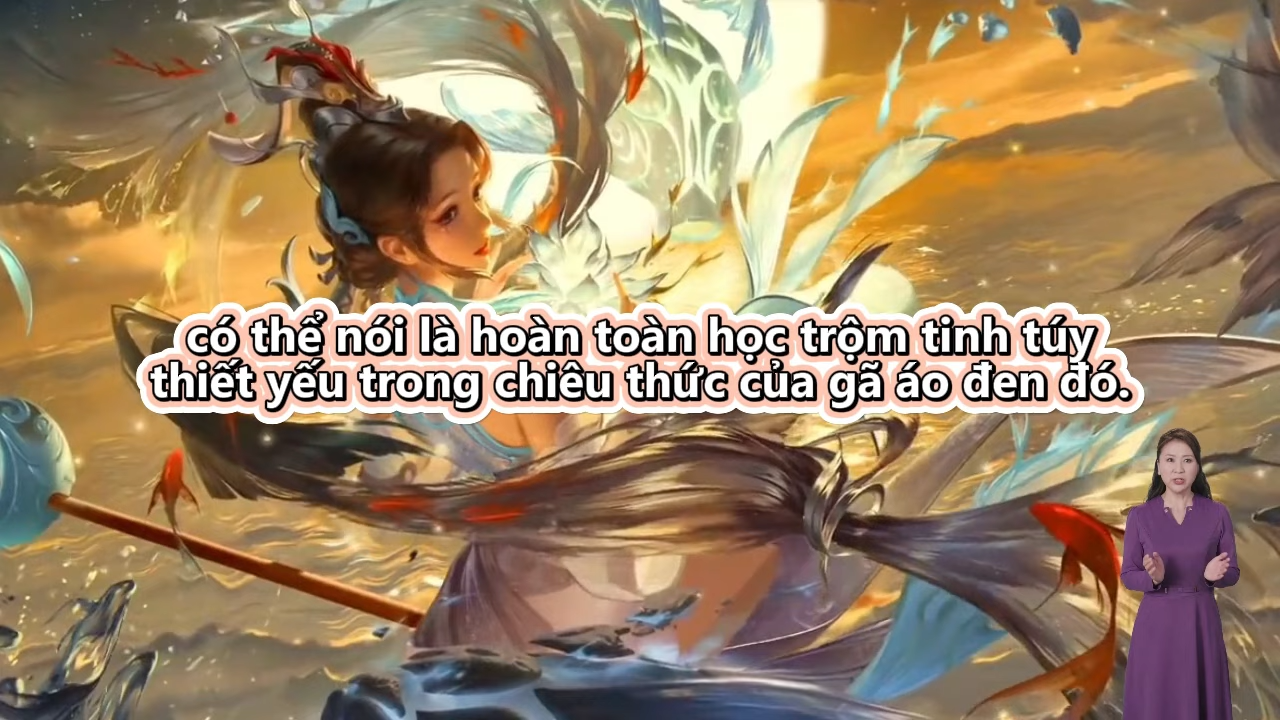 có thể nói là hoàn toàn học trộm tinh túy
thiết yếu trong chiêu thức của gã áo đen đó.